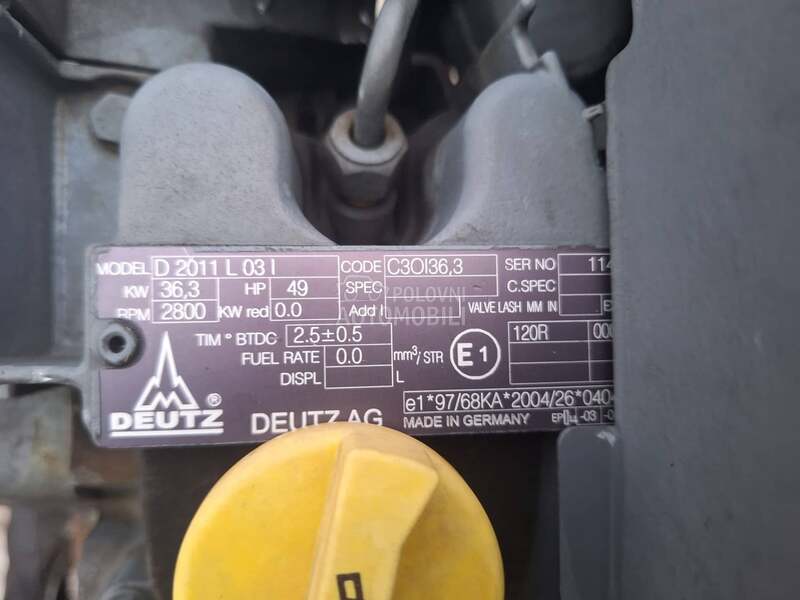 MODEL D 2011 L 03 I CODE C3OI36,3 SER NO 114
KW 36,3 HP 49 SPEC C.SPEC
RPM 2800 KW red 0.0 Add I VALVE LASH MM IN
TIM ° BTDC 2.5±0.5 120R
FUEL RATE 0.0 mm³/STR E1
DISPL L
DEUTZ ® DEUTZ AG e1*97/68KA*2004/26*040
MADE IN GERMANY
POLOVNI
AUTOMOBILI